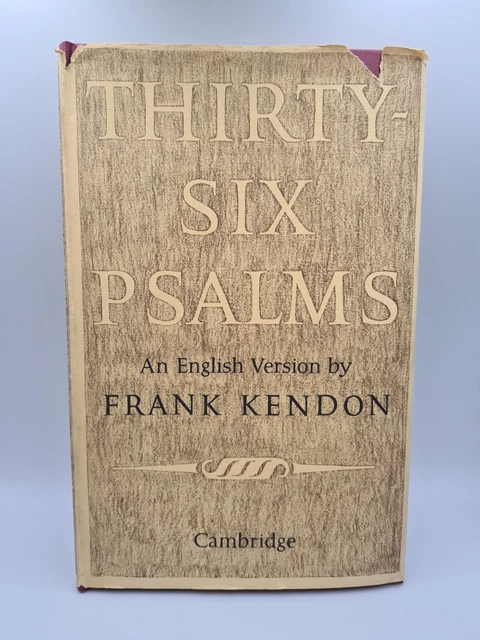 THIRTY-
SIX
PSALMS
An English Version by
FRANK KENDON
Cambridge